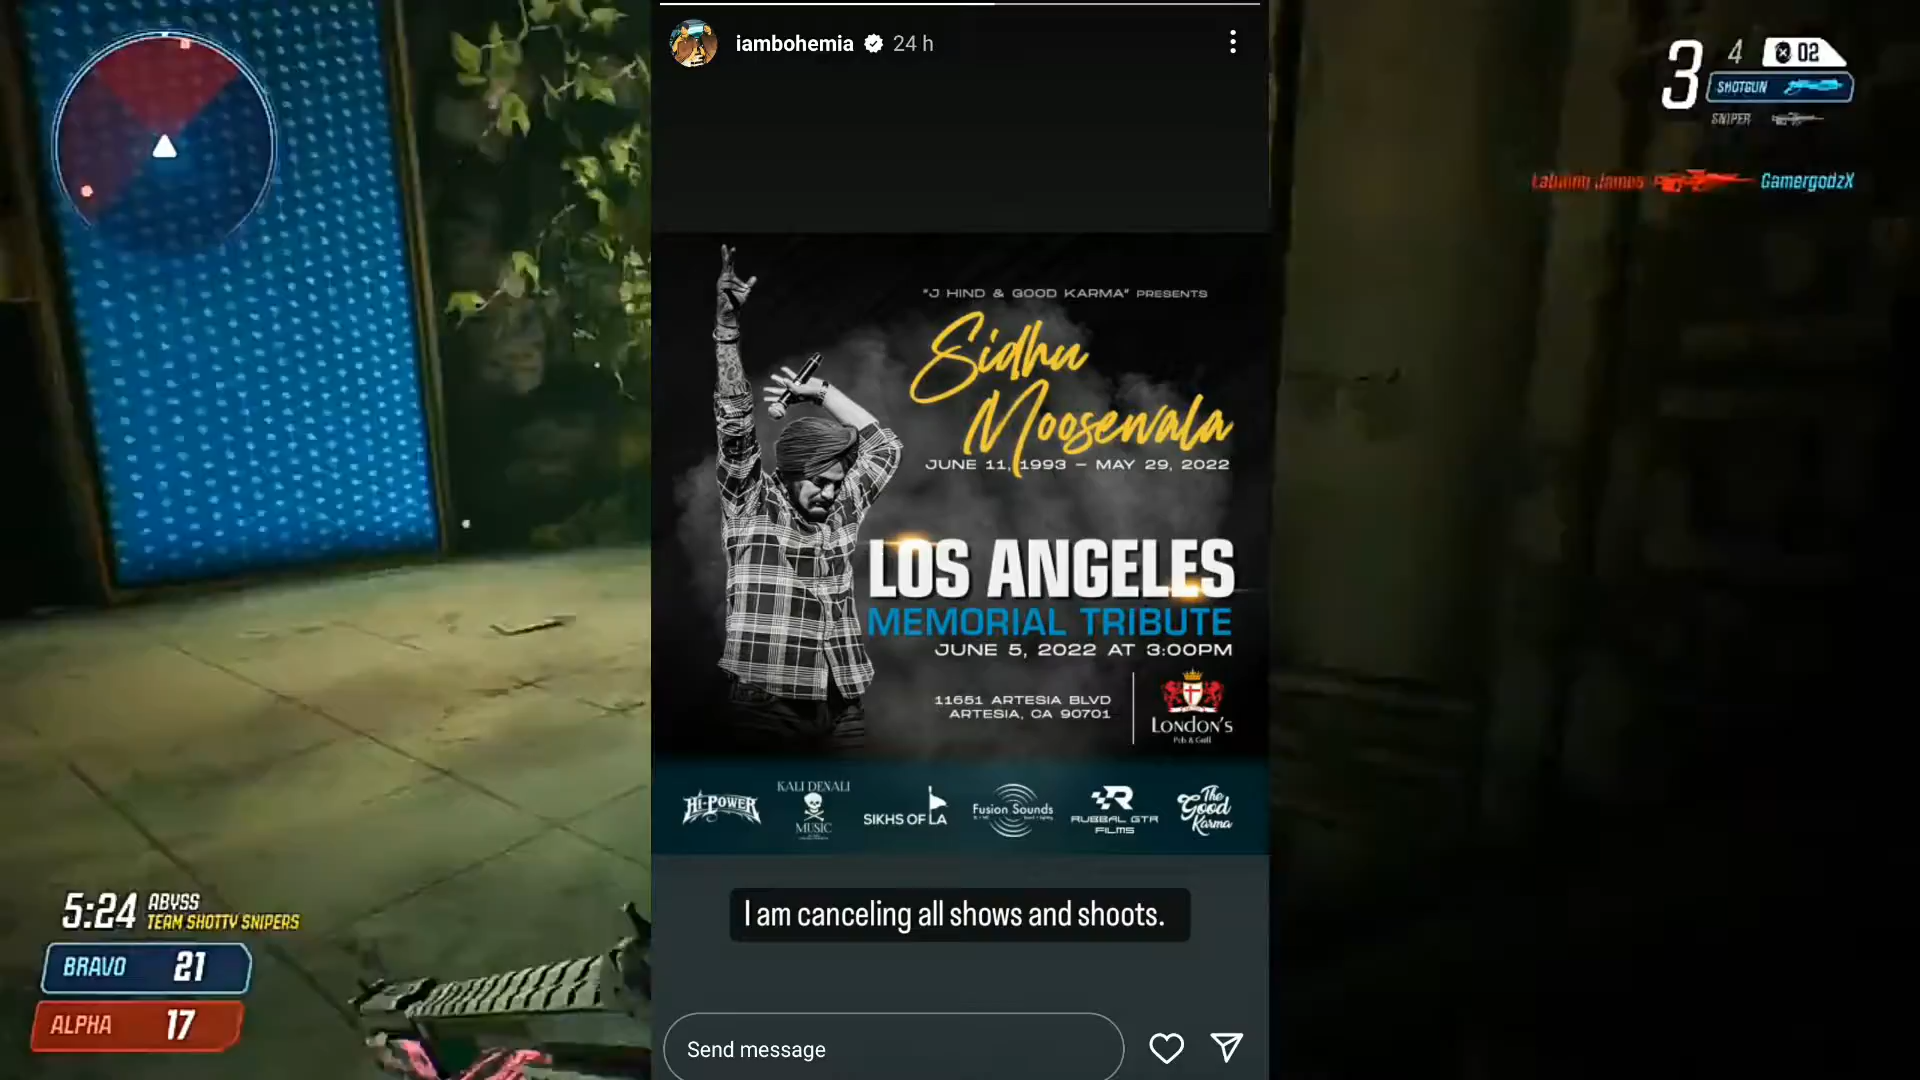 iambohemia 24 h
3 4 02
SHOTGUN
SNIPER
GamergodzX
"J HIND & GOOD KARMA" PRESENTS
Sidhu
Moosewala
JUNE 11, 1993 – MAY 29, 2022
LOS ANGELES
MEMORIAL TRIBUTE
JUNE 5, 2022 AT 3:00PM
11651 ARTESIA BLVD
ARTESIA, CA 90701
LONDON'S
Pub & Grill
HI-POWER
KALI DENALI
MUSIC
SIKHS OF LA
Fusion Sounds
RUBBAL GTR
FILMS
The
Good
Karma
5:24 ABYSS
TEAM SHOTTY SNIPERS
BRAVO 21
ALPHA 17
I am canceling all shows and shoots.
Send message